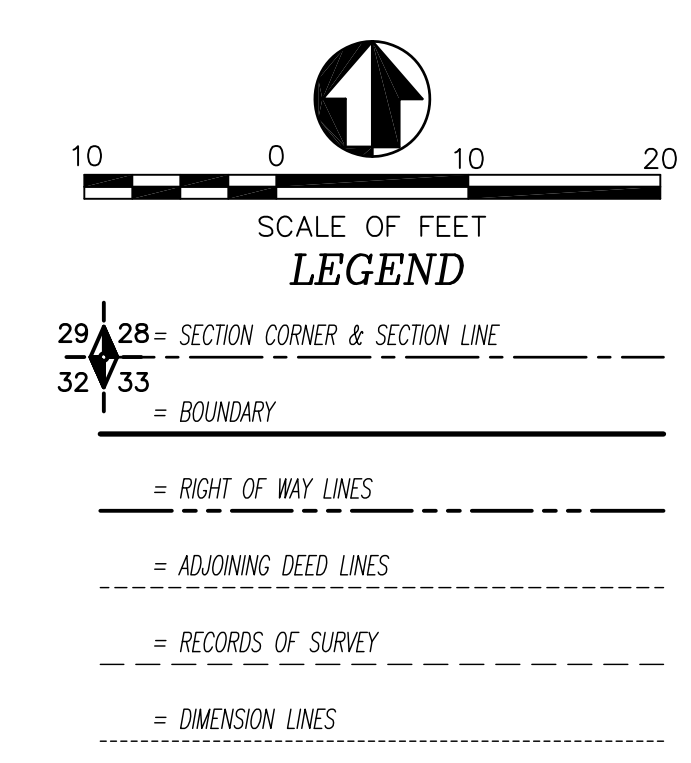 10 0 10 20
SCALE OF FEET
LEGEND
29 28 = SECTION CORNER & SECTION LINE
32 33
= BOUNDARY
= RIGHT OF WAY LINES
= ADJOINING DEED LINES
= RECORDS OF SURVEY
= DIMENSION LINES